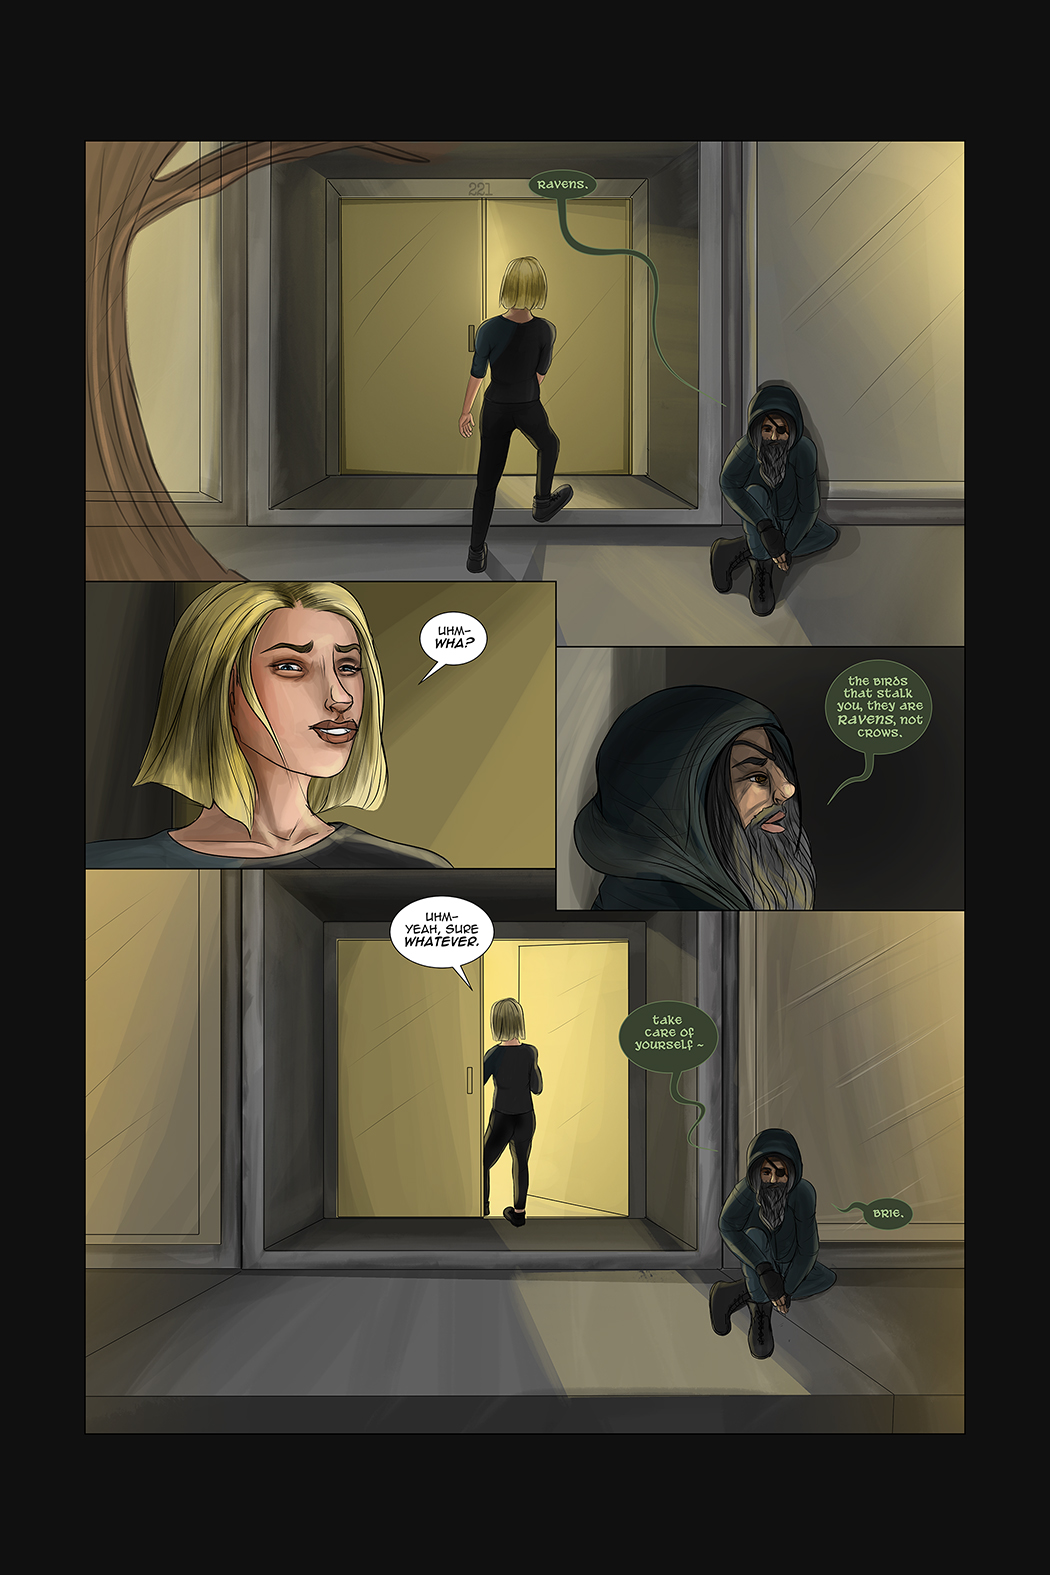 221
Ravens.
UHM–
WHA?
the BIRDS
that stalk
you, they are
RAVENS, not
CROWS.
UHM–
YEAH, SURE
WHATEVER.
take
care of
yourself ~
BRIE.